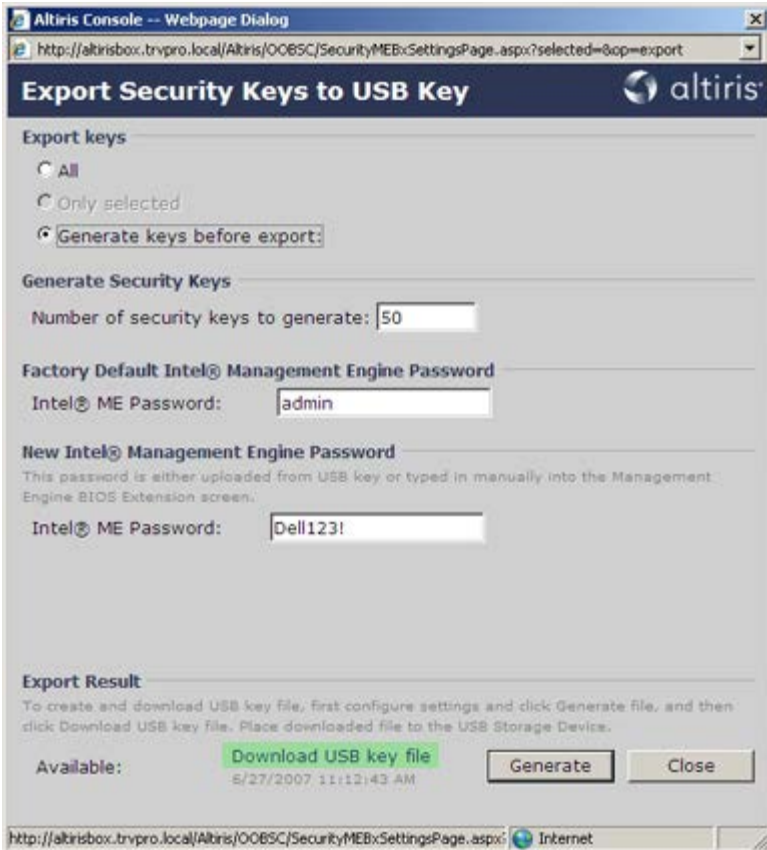 Altiris Console -- Webpage Dialog
http://altirisbox.trvpro.local/Altiris/OOBSC/SecurityMEBxSettingsPage.aspx?selected=&op=export
Export Security Keys to USB Key
altiris
Export keys
All
Only selected
Generate keys before export:
Generate Security Keys
Number of security keys to generate: 50
Factory Default Intel® Management Engine Password
Intel® ME Password: admin
New Intel® Management Engine Password
This password is either uploaded from USB key or typed in manually into the Management
Engine BIOS Extension screen.
Intel® ME Password: Dell123!
Export Result
To create and download USB key file, first configure settings and click Generate file, and then
click Download USB key file. Place downloaded file to the USB Storage Device.
Available: Download USB key file Generate Close
6/27/2007 11:12:43 AM
http://altirisbox.trvpro.local/Altiris/OOBSC/SecurityMEBxSettingsPage.aspx? Internet